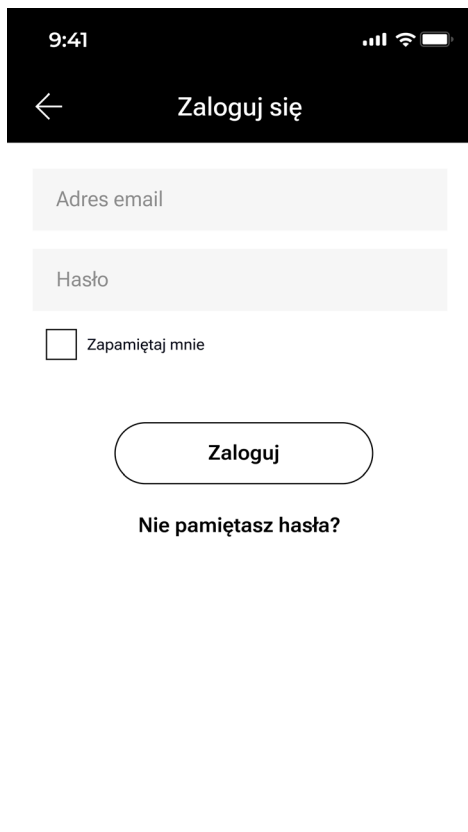 9:41
Zaloguj się
Adres email
Hasło
Zapamiętaj mnie
Zaloguj
Nie pamiętasz hasła?